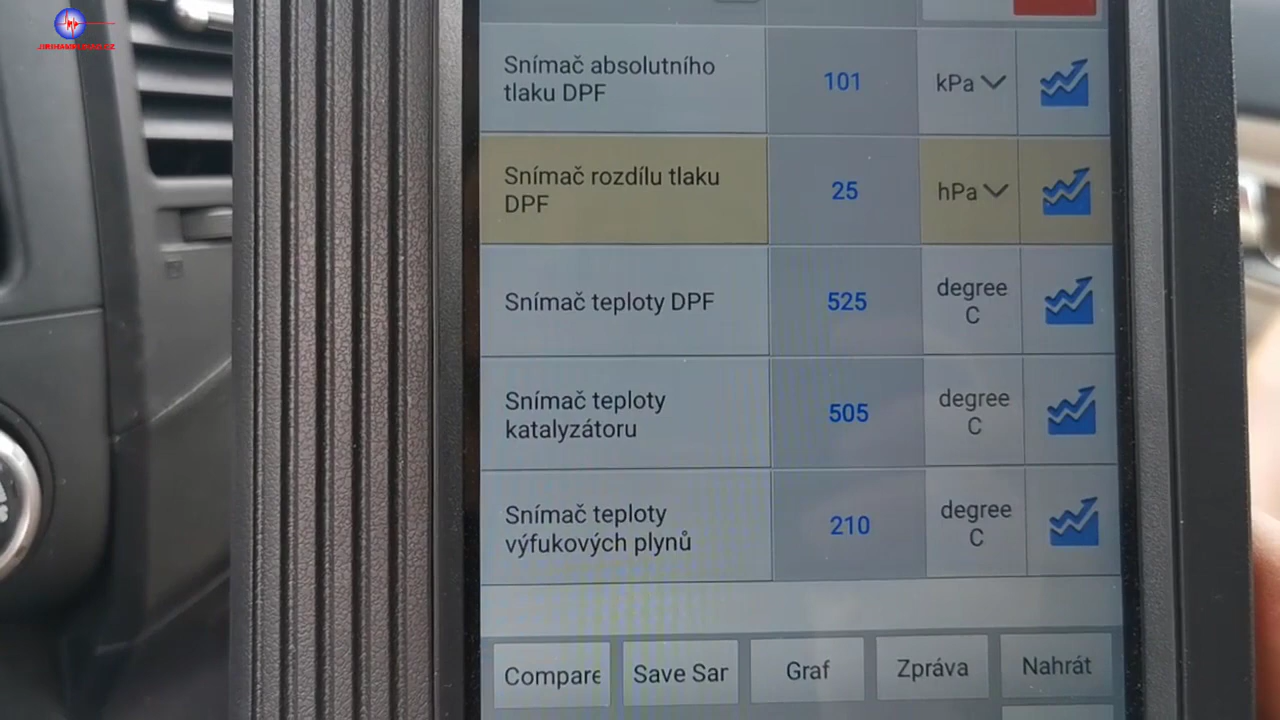 Snímač absolutního
tlaku DPF
101
kPa
Snímač rozdílu tlaku
DPF
25
hPa
Snímač teploty DPF
525
degree
C
Snímač teploty
katalyzátoru
505
degree
C
Snímač teploty
výfukových plynů
210
degree
C
Compare
Save Sar
Graf
Zpráva
Nahrát